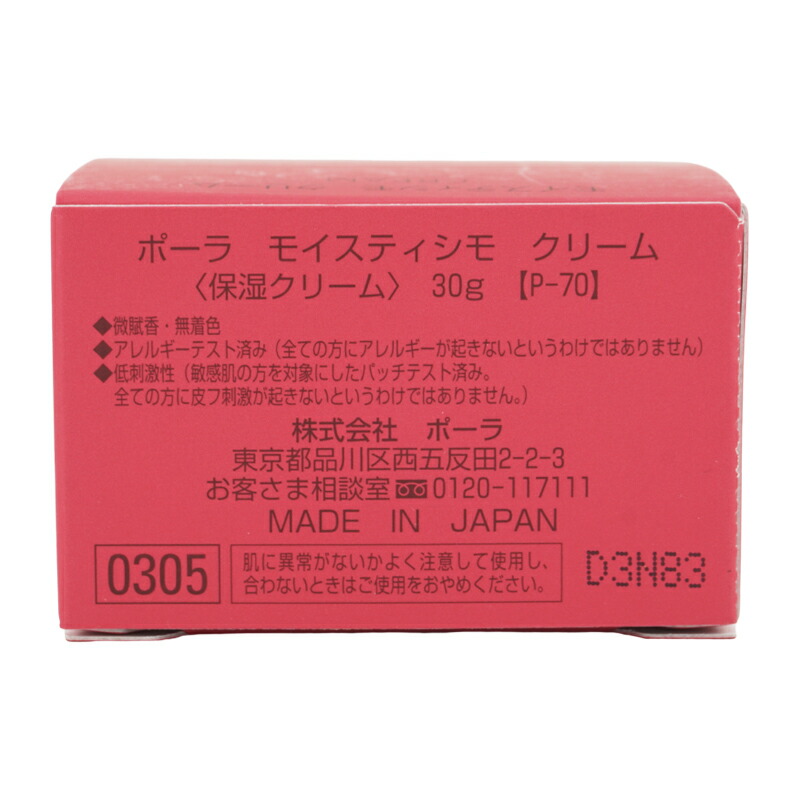 ポーラ モイスティシモ クリーム
〈保湿クリーム〉 30g 【P-70】
◆微賦香・無着色
◆アレルギーテスト済み（全ての方にアレルギーが起きないというわけではありません）
◆低刺激性（敏感肌の方を対象にしたパッチテスト済み。
全ての方に皮フ刺激が起きないというわけではありません。）
株式会社 ポーラ
東京都品川区西五反田2-2-3
お客さま相談室 0120-117111
MADE IN JAPAN
0305
肌に異常がないかよく注意して使用し、
合わないときはご使用をおやめください。
D3N83